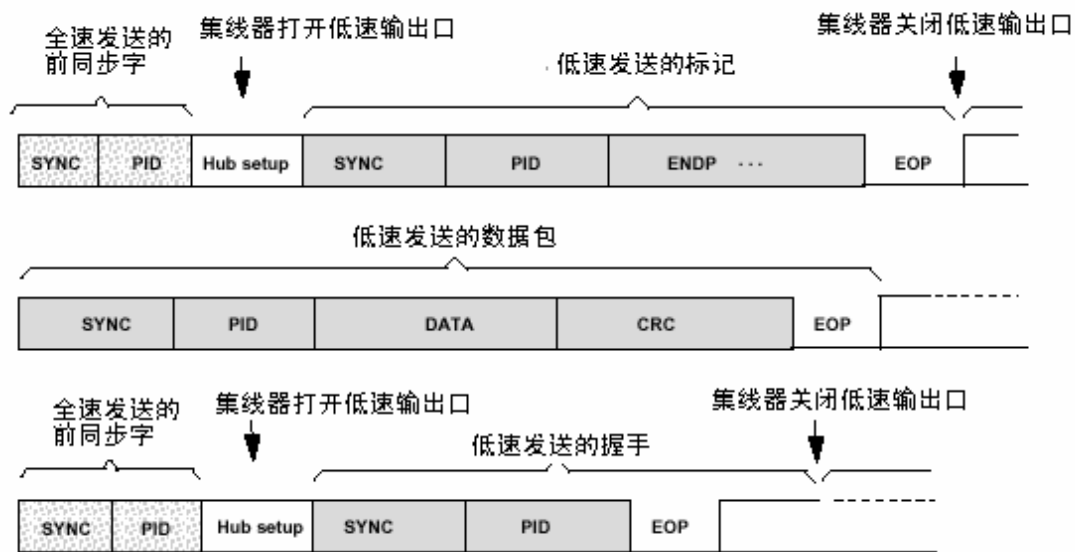 全速发送的
前同步字
集线器打开低速输出口
低速发送的标记
集线器关闭低速输出口
SYNC PID Hub setup SYNC PID ENDP ··· EOP
低速发送的数据包
SYNC PID DATA CRC EOP
全速发送的
前同步字
集线器打开低速输出口
低速发送的握手
集线器关闭低速输出口
SYNC PID Hub setup SYNC PID EOP